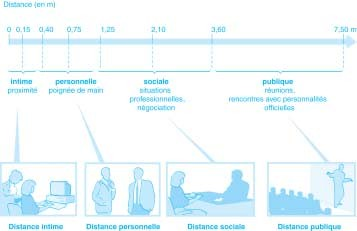 Distance (en m)
0 0,15 0,40 0,75 1,25 2,10 3,60 7,50 m
intime personnelle sociale publique
proximité poignée de main situations réunions,
professionnelles, rencontres avec personnalités
négociation officielles
Distance intime Distance personnelle Distance sociale Distance publique